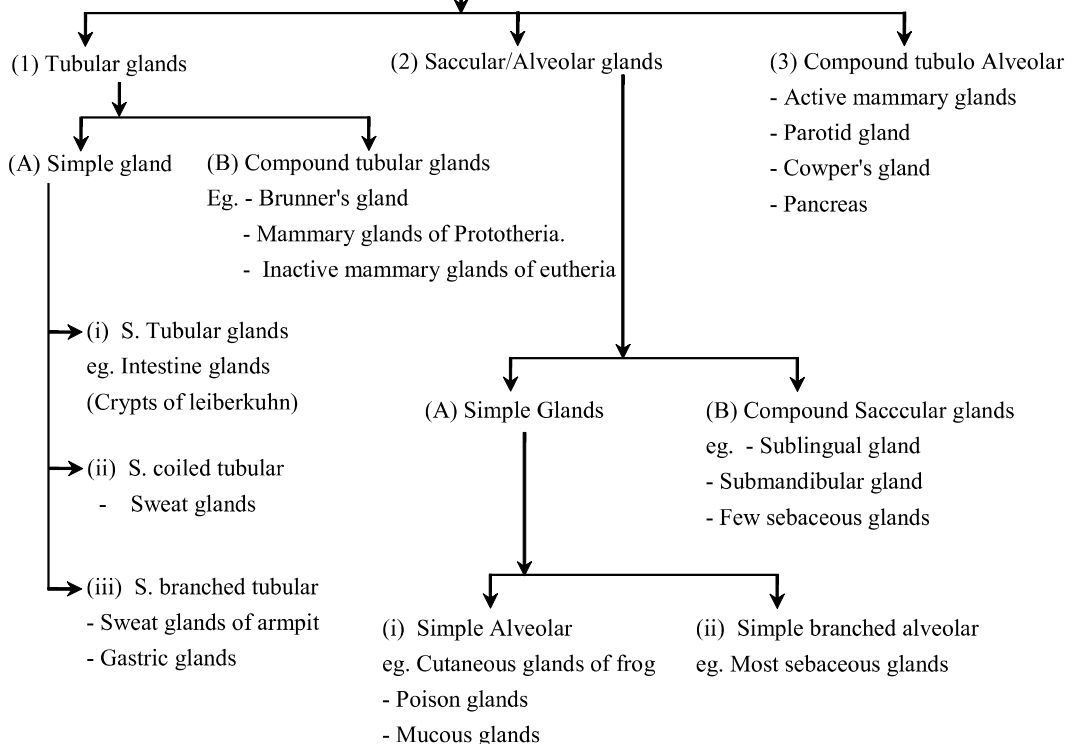 (1) Tubular glands
(2) Saccular/Alveolar glands
(3) Compound tubulo Alveolar
- Active mammary glands
- Parotid gland
- Cowper's gland
- Pancreas
(A) Simple gland
(B) Compound tubular glands
Eg. - Brunner's gland
- Mammary glands of Prototheria.
- Inactive mammary glands of eutheria
(i) S. Tubular glands
eg. Intestine glands
(Crypts of leiberkuhn)
(ii) S. coiled tubular
- Sweat glands
(iii) S. branched tubular
- Sweat glands of armpit
- Gastric glands
(A) Simple Glands
(B) Compound Sacccular glands
eg. - Sublingual gland
- Submandibular gland
- Few sebaceous glands
(i) Simple Alveolar
eg. Cutaneous glands of frog
- Poison glands
- Mucous glands
(ii) Simple branched alveolar
eg. Most sebaceous glands